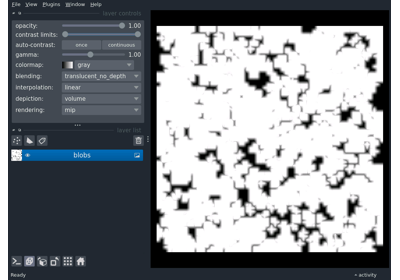 File View Plugins Window Help
layer controls
opacity: 1.00
contrast limits:
auto-contrast: once continuous
gamma: 1.00
colormap: gray
blending: translucent_no_depth
interpolation: linear
depiction: volume
rendering: mip
layer list
blobs
Ready
activity